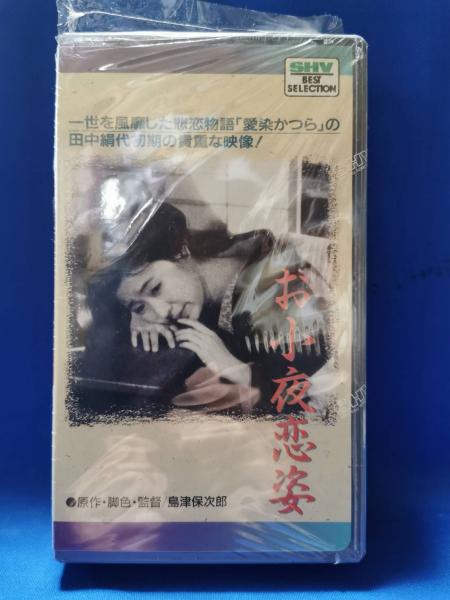 SHV
BEST
SELECTION
一世を風靡した悲恋物語「愛染かつら」の
田中絹代初期の貴重な映像!
お小夜恋姿
原作・脚色・監督/島津保次郎